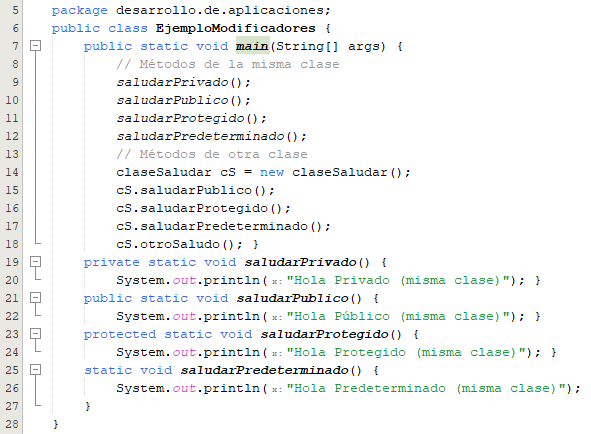 5 package desarrollo.de.aplicaciones;
6 public class EjemploModificadores {
7 public static void main(String[] args) {
8 // Métodos de la misma clase
9 saludarPrivado();
10 saludarPublico();
11 saludarProtegido();
12 saludarPredeterminado();
13 // Métodos de otra clase
14 claseSaludar cS = new claseSaludar();
15 cS.saludarPublico();
16 cS.saludarProtegido();
17 cS.saludarPredeterminado();
18 cS.otroSaludo(); }
19 private static void saludarPrivado() {
20 System.out.println(x: "Hola Privado (misma clase)"); }
21 public static void saludarPublico() {
22 System.out.println(x: "Hola Público (misma clase)"); }
23 protected static void saludarProtegido() {
24 System.out.println(x: "Hola Protegido (misma clase)"); }
25 static void saludarPredeterminado() {
26 System.out.println(x: "Hola Predeterminado (misma clase)");
27 }
28 }